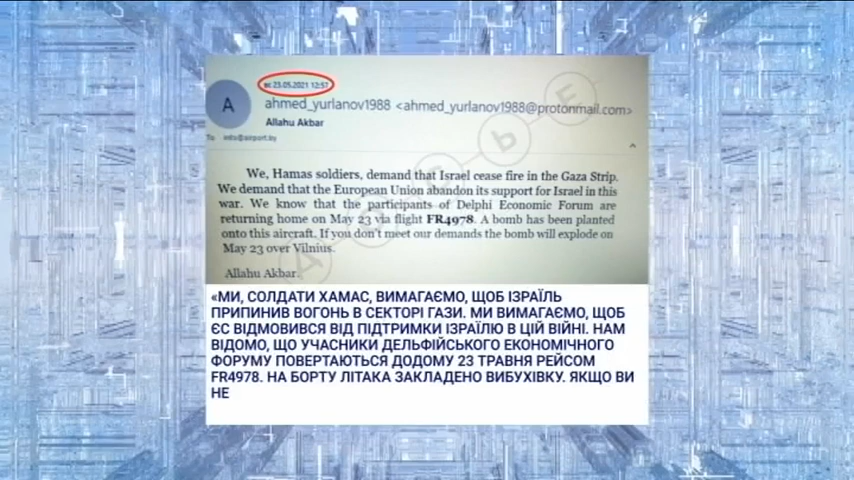 вс 23.05.2021 12:57
A
ahmed_yurlanov1988 <ahmed_yurlanov1988@protonmail.com>
Allahu Akbar
To info@airport.by
We, Hamas soldiers, demand that Israel cease fire in the Gaza Strip.
We demand that the European Union abandon its support for Israel in this
war. We know that the participants of Delphi Economic Forum are
returning home on May 23 via flight FR4978. A bomb has been planted
onto this aircraft. If you don't meet our demands the bomb will explode on
May 23 over Vilnius.
Allahu Akbar.
«МИ, СОЛДАТИ ХАМАС, ВИМАГАЄМО, ЩОБ ІЗРАЇЛЬ
ПРИПИНИВ ВОГОНЬ В СЕКТОРІ ГАЗИ. МИ ВИМАГАЄМО, ЩОБ
ЄС ВІДМОВИВСЯ ВІД ПІДТРИМКИ ІЗРАЇЛЮ В ЦІЙ ВІЙНІ. НАМ
ВІДОМО, ЩО УЧАСНИКИ ДЕЛЬФІЙСЬКОГО ЕКОНОМІЧНОГО
ФОРУМУ ПОВЕРТАЮТЬСЯ ДОДОМУ 23 ТРАВНЯ РЕЙСОМ
FR4978. НА БОРТУ ЛІТАКА ЗАКЛАДЕНО ВИБУХІВКУ. ЯКЩО ВИ
НЕ